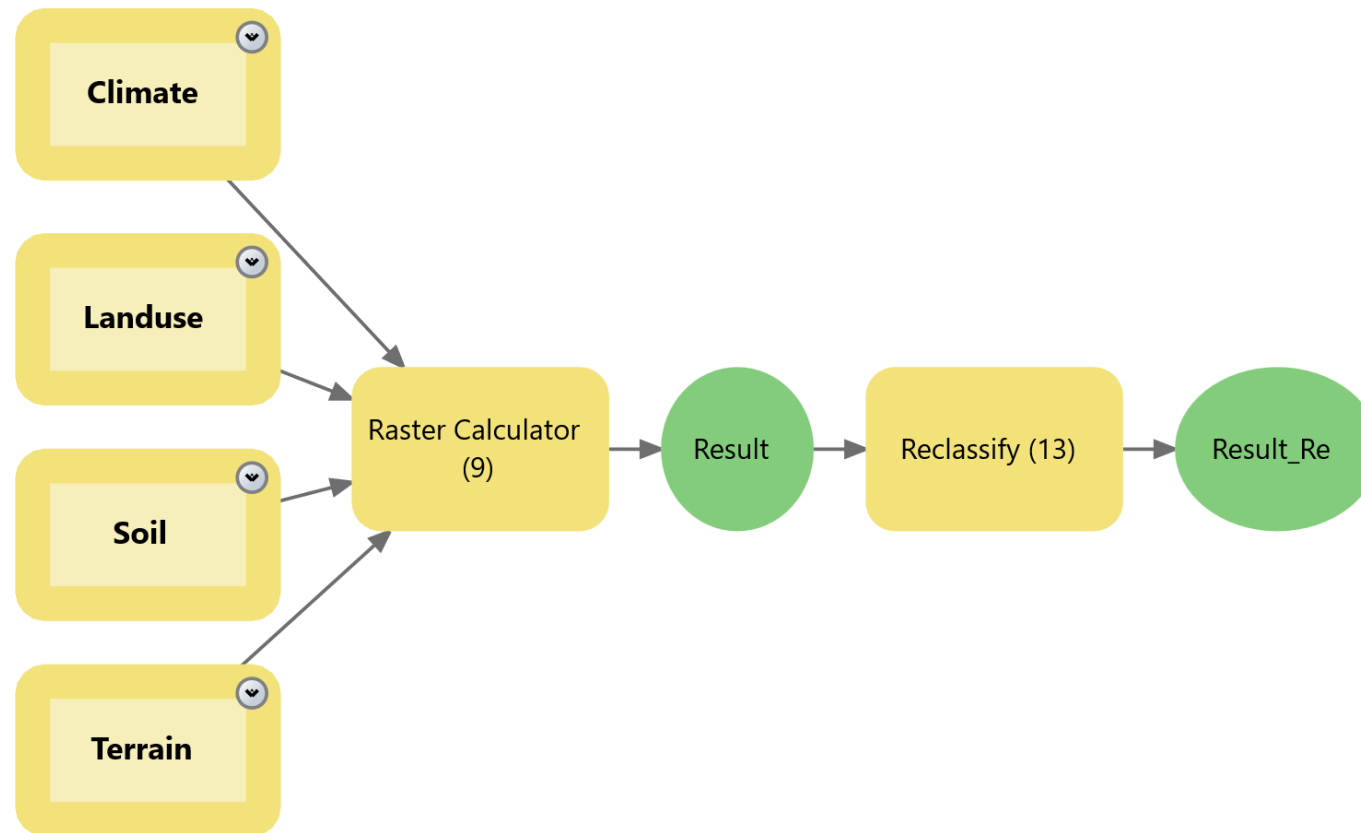 Climate
Landuse
Soil
Terrain
Raster Calculator
(9)
Result
Reclassify (13)
Result_Re